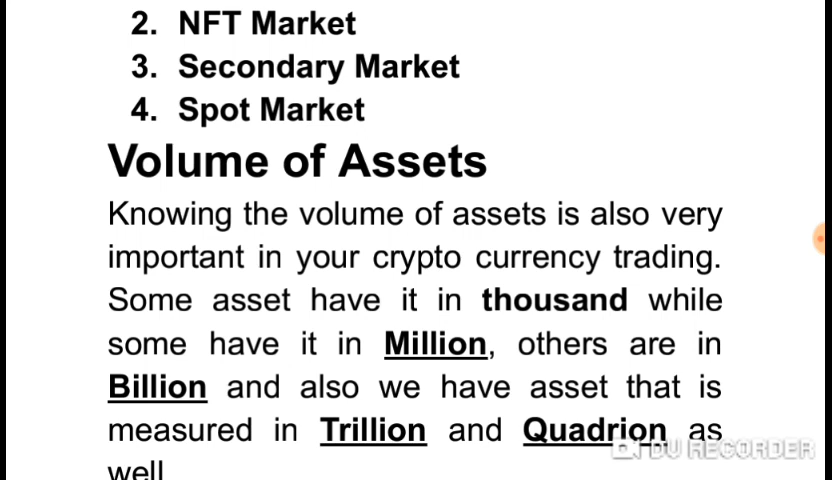 2. NFT Market
3. Secondary Market
4. Spot Market
Volume of Assets
Knowing the volume of assets is also very
important in your crypto currency trading.
Some asset have it in thousand while
some have it in Million, others are in
Billion and also we have asset that is
measured in Trillion and Quadrion as
well
DU RECORDER